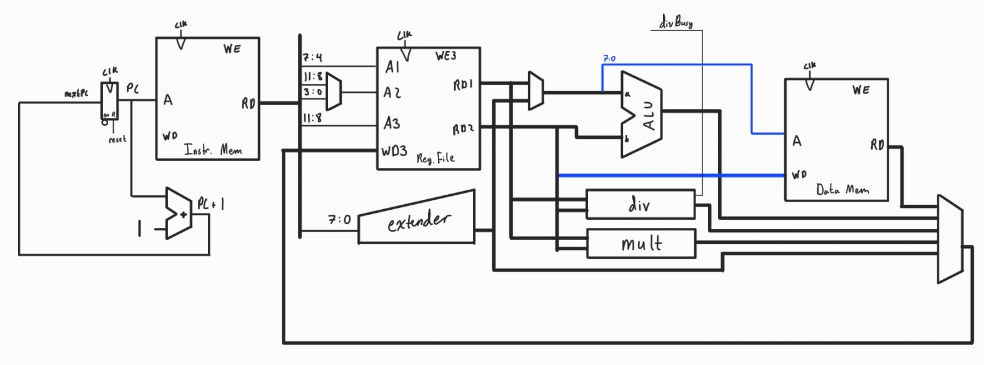 divBusy
clk
WE
A
RD
WD
Instr. Mem
nextPC
clk
PC
reset
PC+1
1
+
7:4
11:8
3:0
11:8
7:0
clk
WE3
A1
A2
A3
WD3
RD1
RD2
Reg. File
extender
a
b
ALU
7:0
div
mult
clk
WE
A
RD
WD
Data Mem